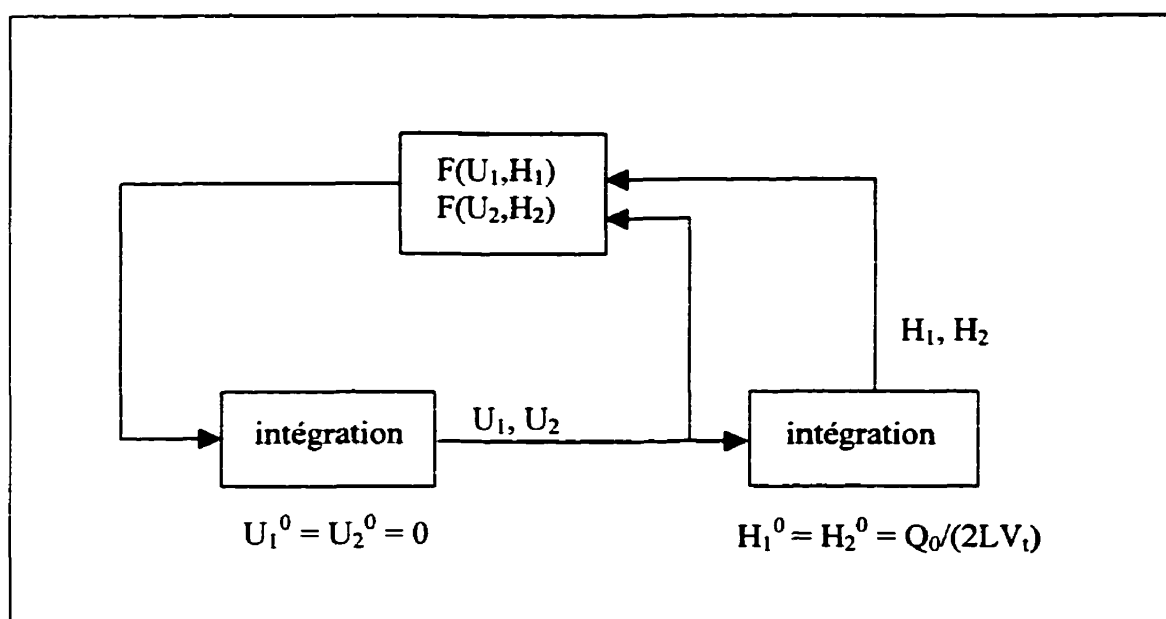 F(U₁,H₁)
F(U₂,H₂)
H₁, H₂
intégration
U₁, U₂
intégration
U₁⁰ = U₂⁰ = 0
H₁⁰ = H₂⁰ = Q₀/(2LVₜ)